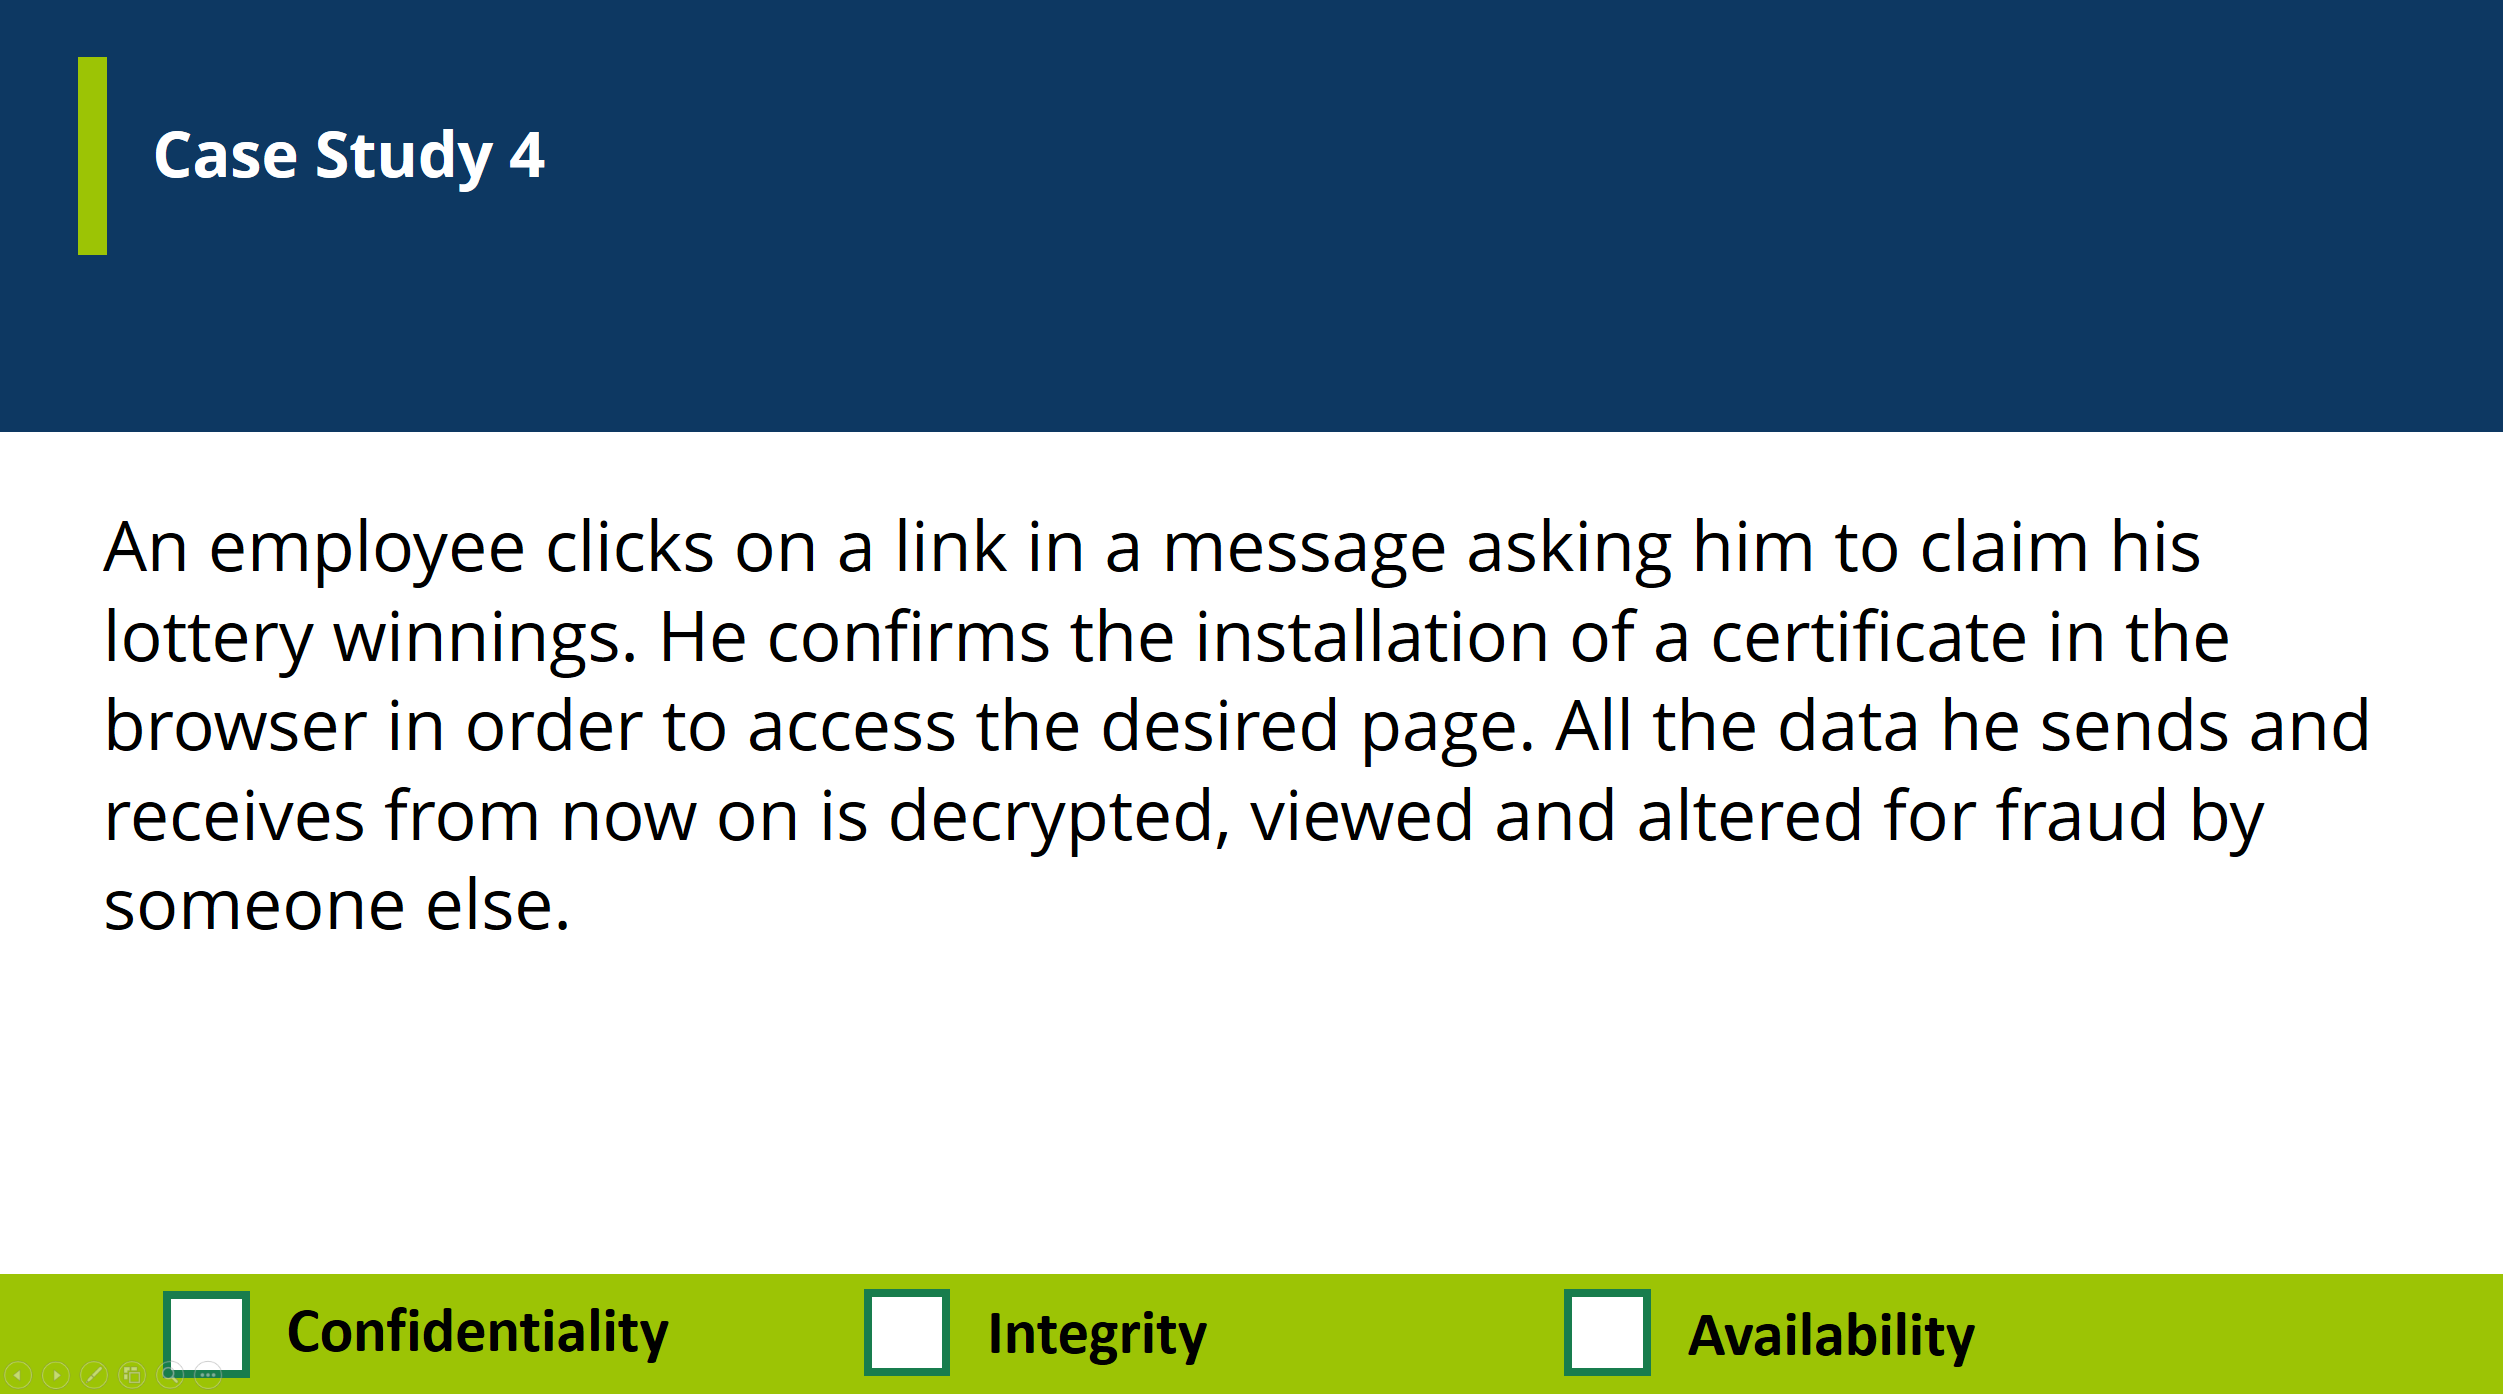 Case Study 4
An employee clicks on a link in a message asking him to claim his
lottery winnings. He confirms the installation of a certificate in the
browser in order to access the desired page. All the data he sends and
receives from now on is decrypted, viewed and altered for fraud by
someone else.
Confidentiality
Integrity
Availability